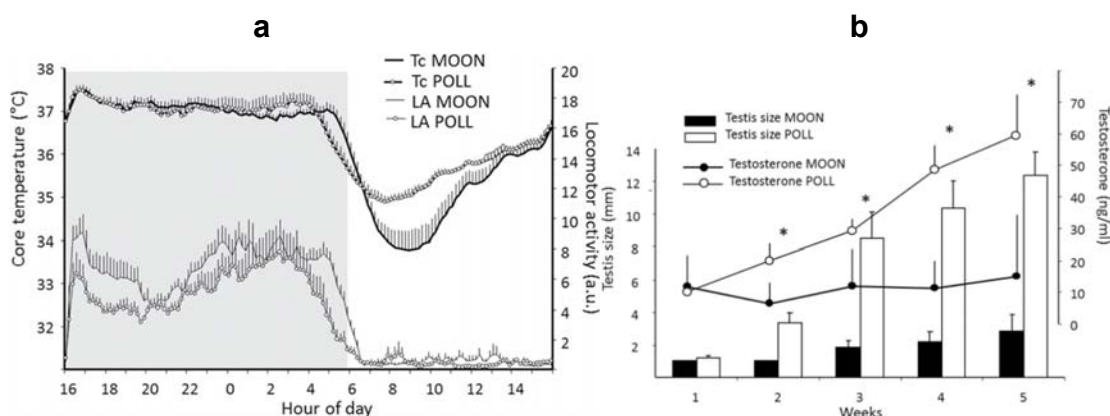 a
b
Tc MOON
Tc POLL
LA MOON
LA POLL
Core temperature (°C)
38
37
36
35
34
33
32
20
18
16
14
12
10
8
6
4
2
Locomotor activity (a.u.)
16 18 20 22 0 2 4 6 8 10 12 14
Hour of day
Testis size MOON
Testis size POLL
Testosterone MOON
Testosterone POLL
Testis size (mm)
14
12
10
8
6
4
2
* * * *
70
60
50
40
30
20
10
0
Testosterone (ng/ml)
1 2 3 4 5
Weeks